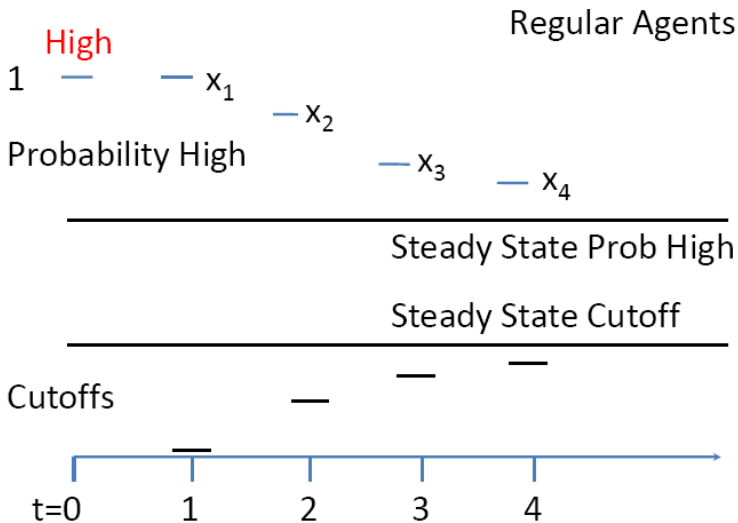 Regular Agents
High
1
x1
x2
Probability High
x3
x4
Steady State Prob High
Steady State Cutoff
Cutoffs
t=0 1 2 3 4